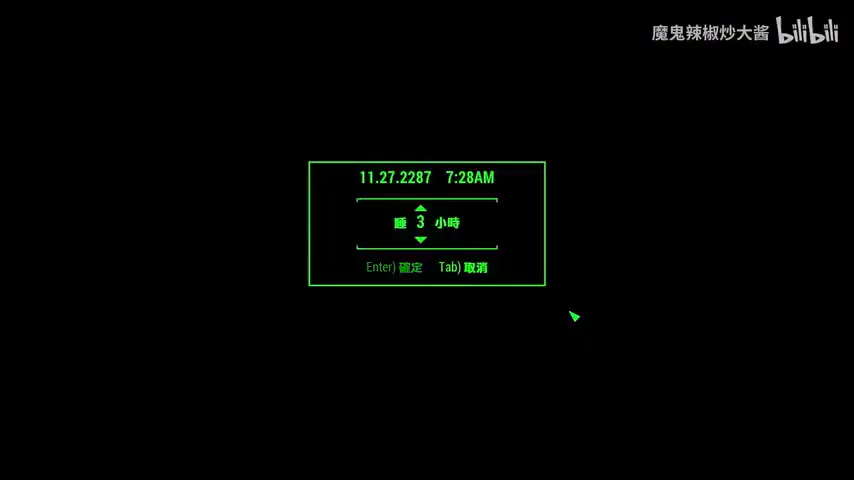 魔鬼辣椒炒大酱 bilibili
11.27.2287 7:28AM
睡 3 小時
Enter) 確定 Tab) 取消